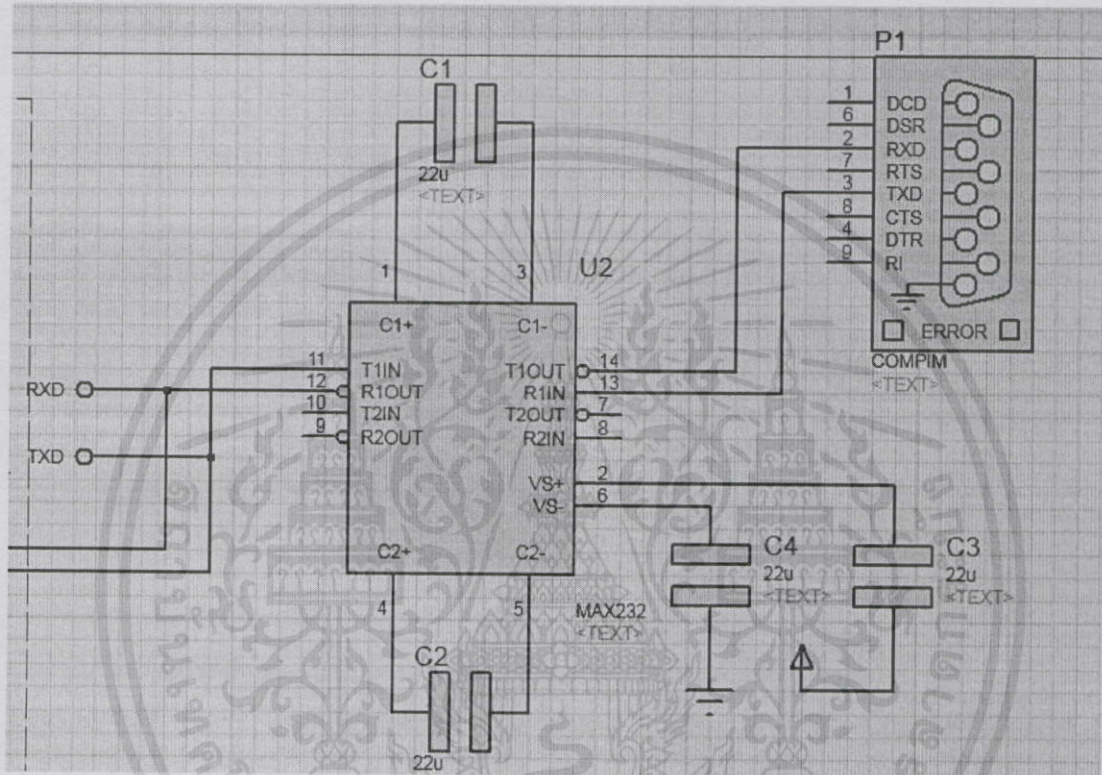 P1
C1
22u
<TEXT>
1 DCD
6 DSR
2 RXD
7 RTS
3 TXD
8 CTS
4 DTR
9 RI
ERROR
COMPIM
<TEXT>
U2
1
3
C1+
C1-
11 T1IN
12 R1OUT
10 T2IN
9 R2OUT
T1OUT 14
R1IN 13
T2OUT 7
R2IN 8
VS+ 2
VS- 6
C2+
C2-
4
5
MAX232
<TEXT>
RXD
TXD
C4
22u
<TEXT>
C3
22u
<TEXT>
C2
22u